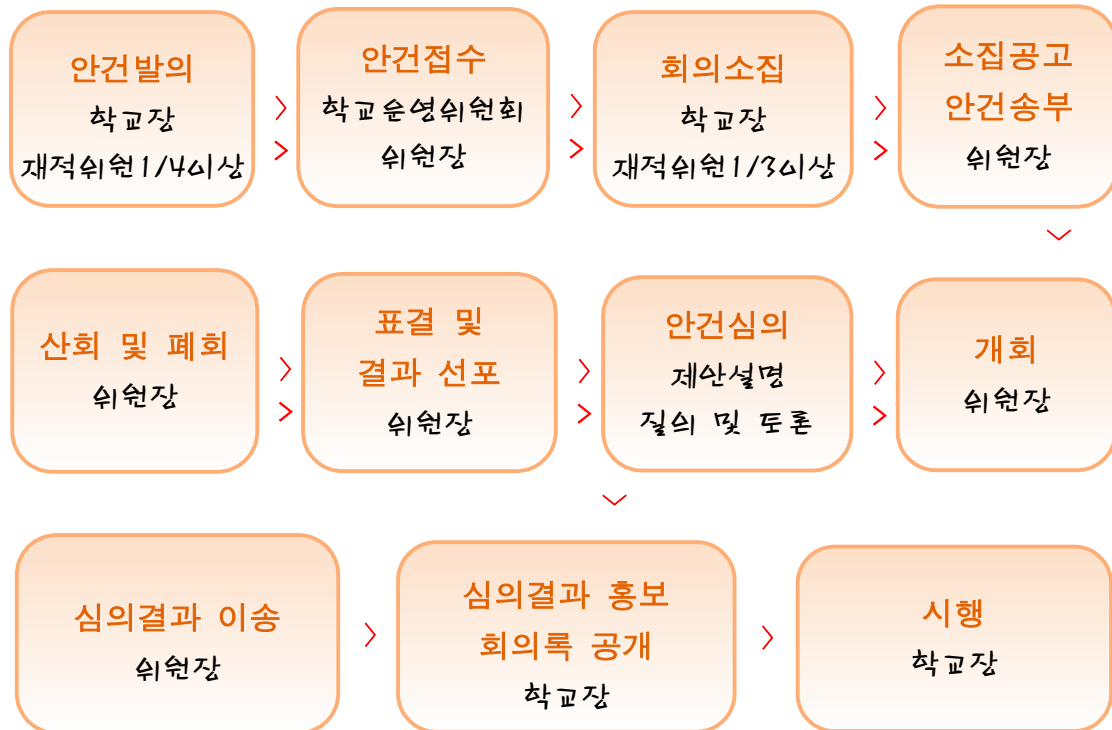 안건발의
학교장
재적위원1/4이상
안건접수
학교운영위원회
위원장
회의소집
학교장
재적위원1/3이상
소집공고
안건송부
위원장
산회 및 폐회
위원장
표결 및
결과 선포
위원장
안건심의
제안설명
질의 및 토론
개회
위원장
심의결과 이송
위원장
심의결과 홍보
회의록 공개
학교장
시행
학교장